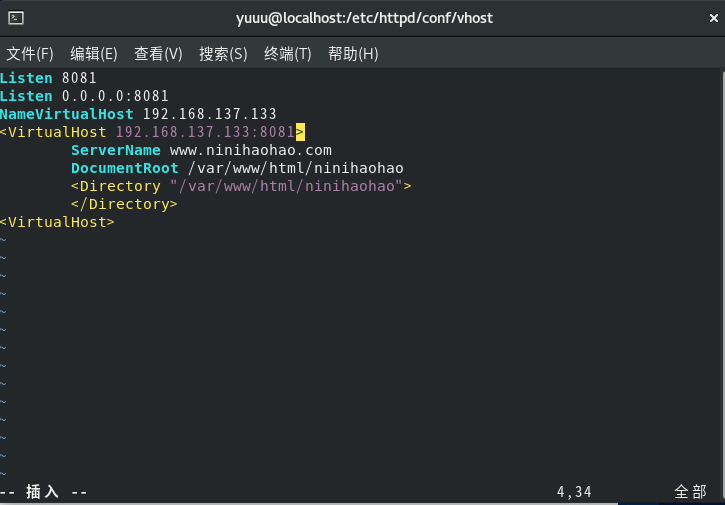 yuuu@localhost:/etc/httpd/conf/vhost
文件(F) 编辑(E) 查看(V) 搜索(S) 终端(T) 帮助(H)
Listen 8081
Listen 0.0.0.0:8081
NameVirtualHost 192.168.137.133
<VirtualHost 192.168.137.133:8081>
        ServerName www.ninihaohao.com
        DocumentRoot /var/www/html/ninihaohao
        <Directory "/var/www/html/ninihaohao">
        </Directory>
<VirtualHost>
~
~
~
~
~
~
~
~
~
~
~
~
~
~
-- 插入 -- 4,34 全部